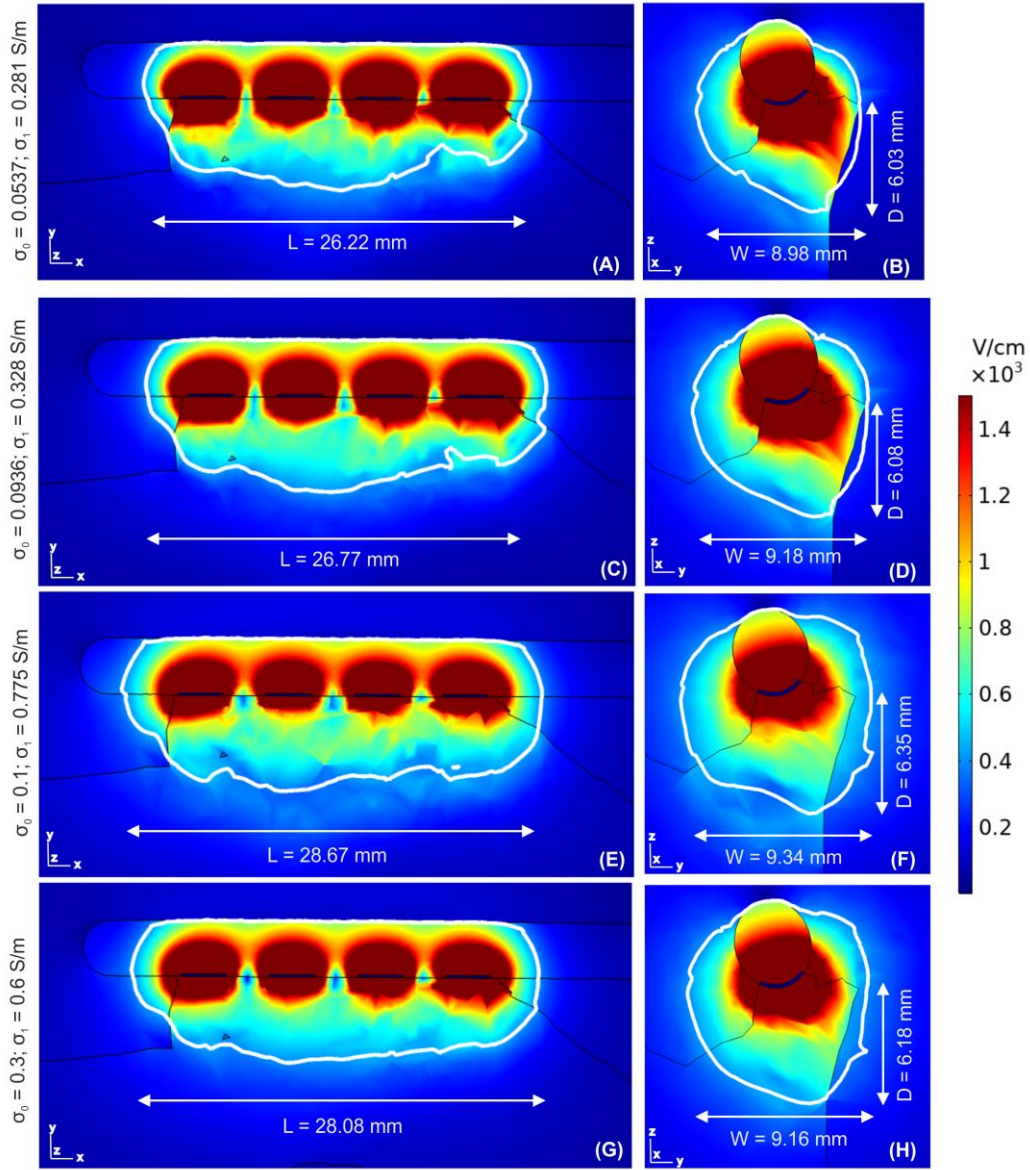 σ₀ = 0.0537; σ₁ = 0.281 S/m
y
z
x
L = 26.22 mm
(A)
z
x
y
W = 8.98 mm
D = 6.03 mm
(B)
σ₀ = 0.0936; σ₁ = 0.328 S/m
y
z
x
L = 26.77 mm
(C)
z
x
y
W = 9.18 mm
D = 6.08 mm
(D)
σ₀ = 0.1; σ₁ = 0.775 S/m
y
z
x
L = 28.67 mm
(E)
z
x
y
W = 9.34 mm
D = 6.35 mm
(F)
σ₀ = 0.3; σ₁ = 0.6 S/m
y
z
x
L = 28.08 mm
(G)
z
x
y
W = 9.16 mm
D = 6.18 mm
(H)
V/cm
×10³
1.4
1.2
1
0.8
0.6
0.4
0.2